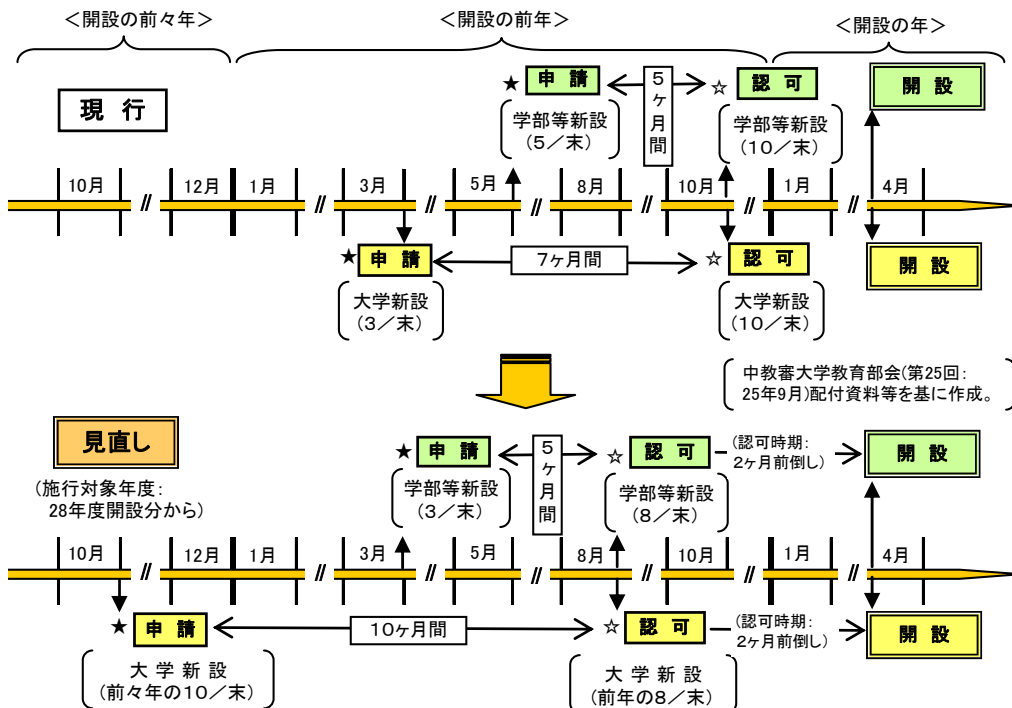 ＜開設の前々年＞
＜開設の前年＞
＜開設の年＞
現 行
★ 申 請
5ヶ月間
☆ 認 可
開 設
学部等新設
（5／末）
学部等新設
（10／末）
10月 // 12月 1月 // 3月 // 5月 // 8月 // 10月 // 1月 // 4月
★ 申 請
7ヶ月間
☆ 認 可
開 設
大学新設
（3／末）
大学新設
（10／末）
中教審大学教育部会(第25回：
25年9月)配付資料等を基に作成。
見直し
(施行対象年度：
28年度開設分から)
★ 申 請
5ヶ月間
☆ 認 可
(認可時期：
2ヶ月前倒し)
開 設
学部等新設
（3／末）
学部等新設
（8／末）
10月 // 12月 1月 // 3月 // 5月 // 8月 // 10月 // 1月 // 4月
★ 申 請
10ヶ月間
☆ 認 可
(認可時期：
2ヶ月前倒し)
開 設
大 学 新 設
（前々年の10／末）
大 学 新 設
（前年の8／末）